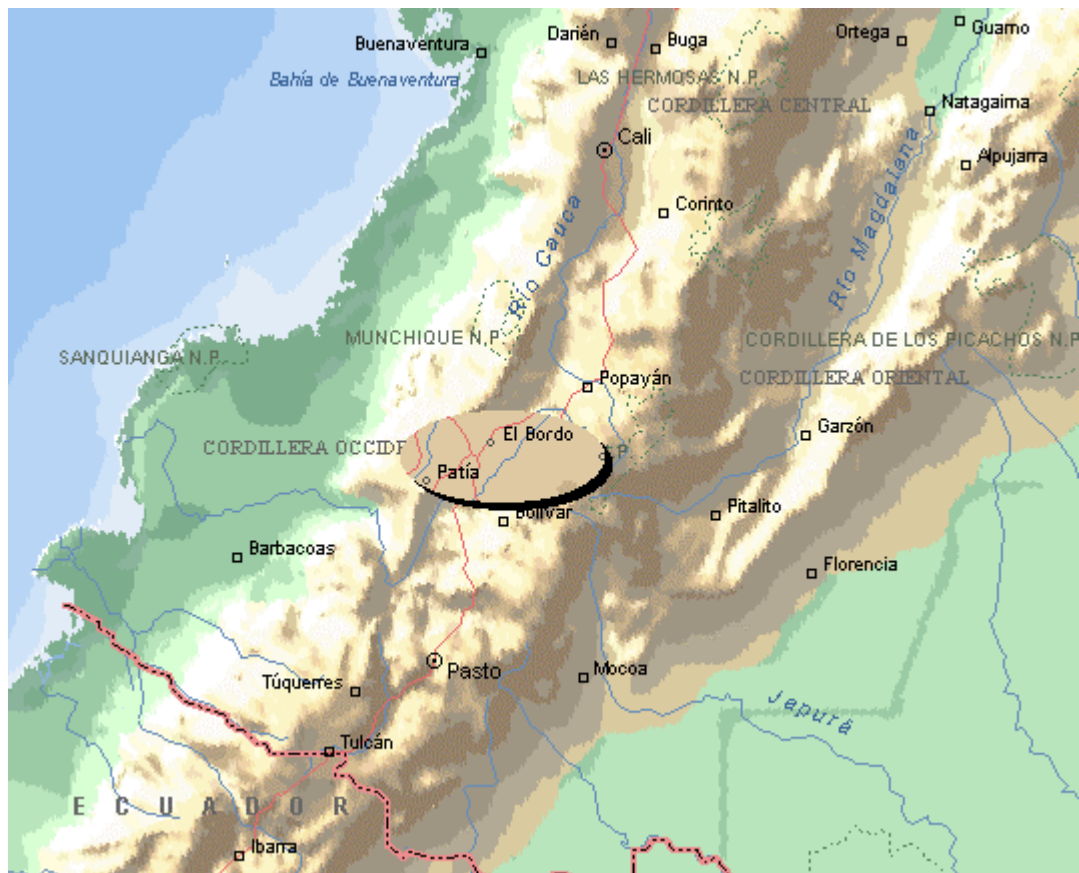 Guamo
Ortega
Darién
Buga
Buenaventura
Bahía de Buenaventura
LAS HERMOSAS N.P.
CORDILLERA CENTRAL
Natagaima
Cali
Alpujarra
Corinto
Río Magdalena
Río Cauca
MUNCHIQUE N.P.
CORDILLERA DE LOS PICACHOS N.P.
SANQUIANGA N.P.
Popayán
CORDILLERA ORIENTAL
Garzón
El Bordo
CORDILLERA OCCIDE
.P.
Patía
Pitalito
Bolívar
Barbacoas
Florencia
Pasto
Mocoa
Túquerres
Japurá
Tulcán
ECUADOR
Ibarra